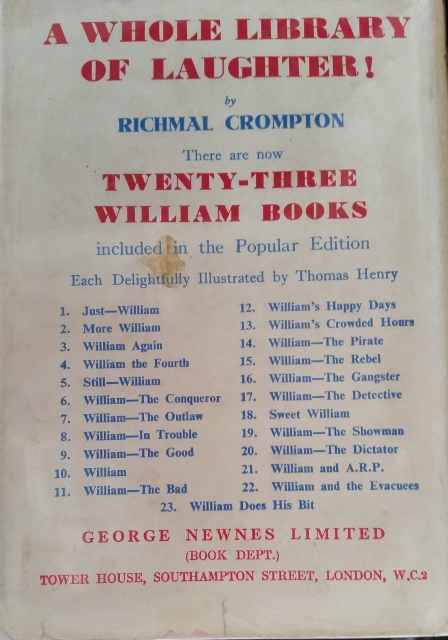 A WHOLE LIBRARY
OF LAUGHTER!
by
RICHMAL CROMPTON
There are now
TWENTY-THREE
WILLIAM BOOKS
included in the Popular Edition
Each Delightfully Illustrated by Thomas Henry
1. Just—William
2. More William
3. William Again
4. William the Fourth
5. Still—William
6. William—The Conqueror
7. William—The Outlaw
8. William—In Trouble
9. William—The Good
10. William
11. William—The Bad
12. William's Happy Days
13. William's Crowded Hours
14. William—The Pirate
15. William—The Rebel
16. William—The Gangster
17. William—The Detective
18. Sweet William
19. William—The Showman
20. William—The Dictator
21. William and A.R.P.
22. William and the Evacuees
23. William Does His Bit
GEORGE NEWNES LIMITED
(BOOK DEPT.)
TOWER HOUSE, SOUTHAMPTON STREET, LONDON, W.C.2